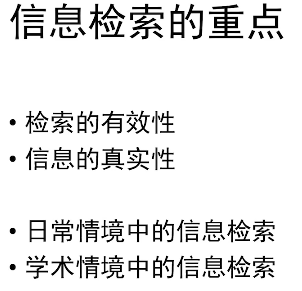 信息检索的重点
• 检索的有效性
• 信息的真实性
• 日常情境中的信息检索
• 学术情境中的信息检索